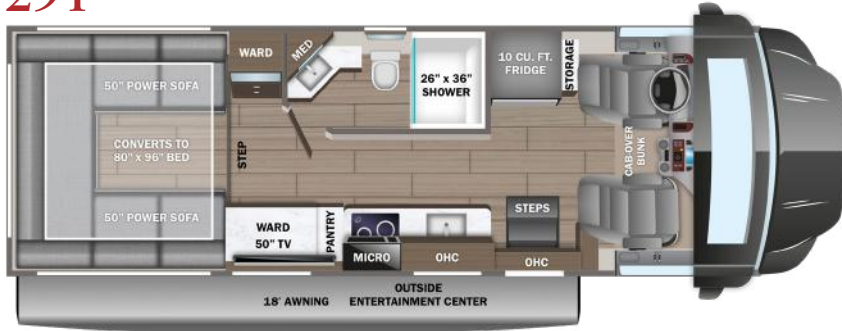 291
WARD
MED
26" x 36"
SHOWER
10 CU. FT.
FRIDGE
STORAGE
50" POWER SOFA
CONVERTS TO
80" x 96" BED
STEP
CAB-OVER
BUNK
50" POWER SOFA
WARD
50" TV
PANTRY
STEPS
MICRO
OHC
OHC
18' AWNING
OUTSIDE
ENTERTAINMENT CENTER